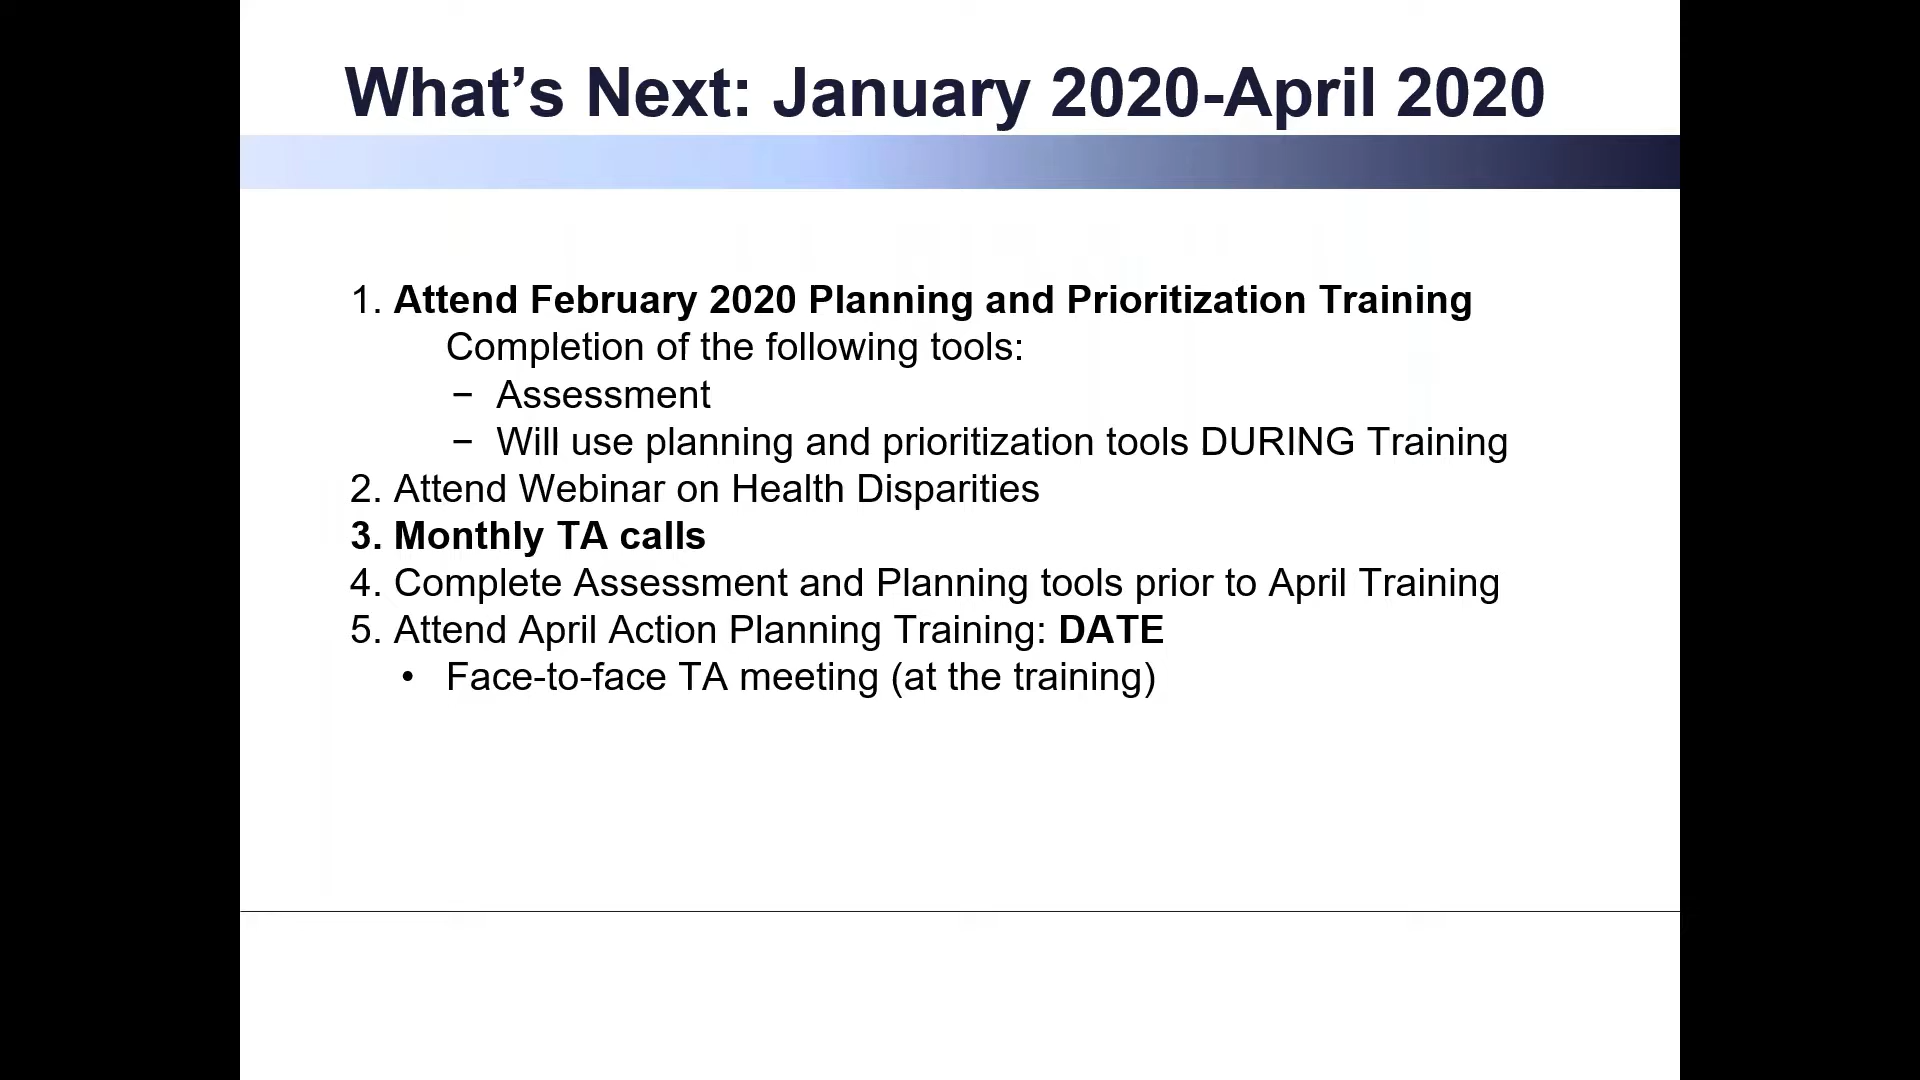 What’s Next: January 2020-April 2020
1. Attend February 2020 Planning and Prioritization Training
Completion of the following tools:
− Assessment
− Will use planning and prioritization tools DURING Training
2. Attend Webinar on Health Disparities
3. Monthly TA calls
4. Complete Assessment and Planning tools prior to April Training
5. Attend April Action Planning Training: DATE
• Face-to-face TA meeting (at the training)